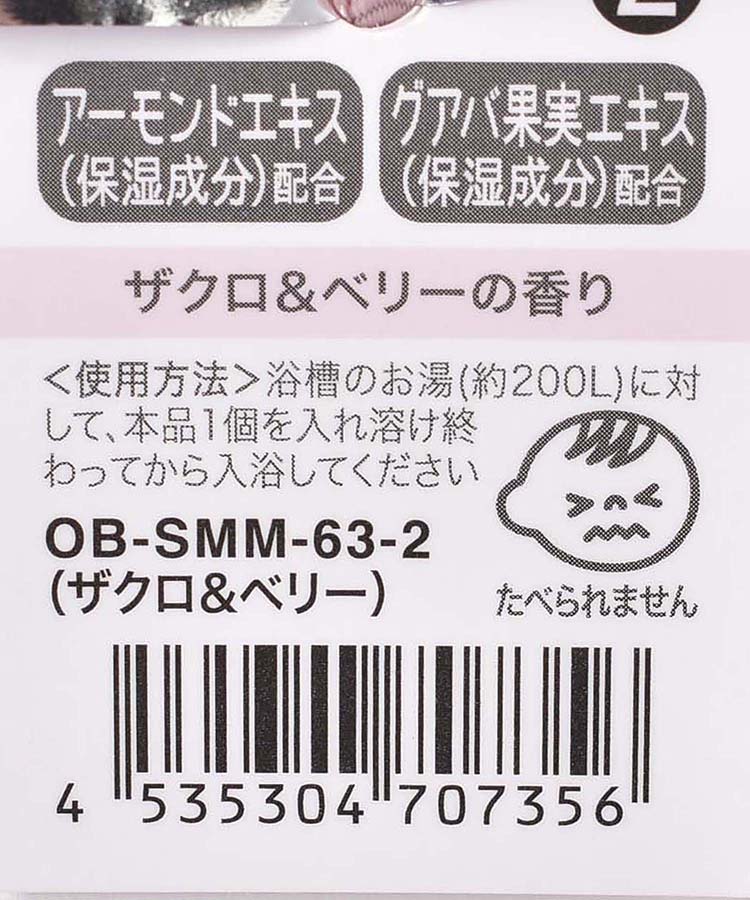 2
アーモンドエキス
(保湿成分)配合
グアバ果実エキス
(保湿成分)配合
ザクロ&ベリーの香り
<使用方法>浴槽のお湯(約200L)に対
して、本品1個を入れ溶け終
わってから入浴してください
OB-SMM-63-2
(ザクロ&ベリー)
たべられません
4 535304 707356